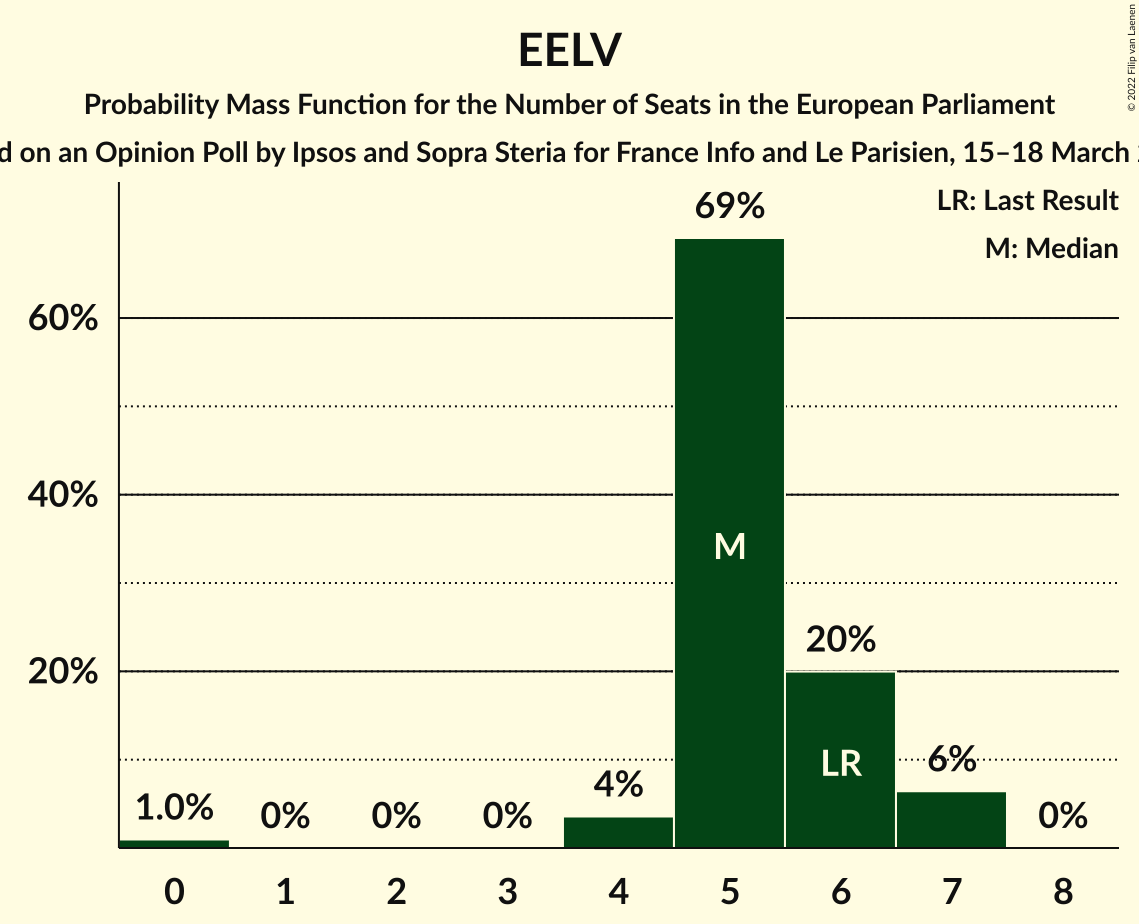 EELV
Probability Mass Function for the Number of Seats in the European Parliament
on an Opinion Poll by Ipsos and Sopra Steria for France Info and Le Parisien, 15–18 March
© 2022 Filip van Laenen
LR: Last Result
M: Median
60%
40%
20%
1.0%
0%
0%
0%
4%
69%
20%
6%
0%
M
LR
0 1 2 3 4 5 6 7 8